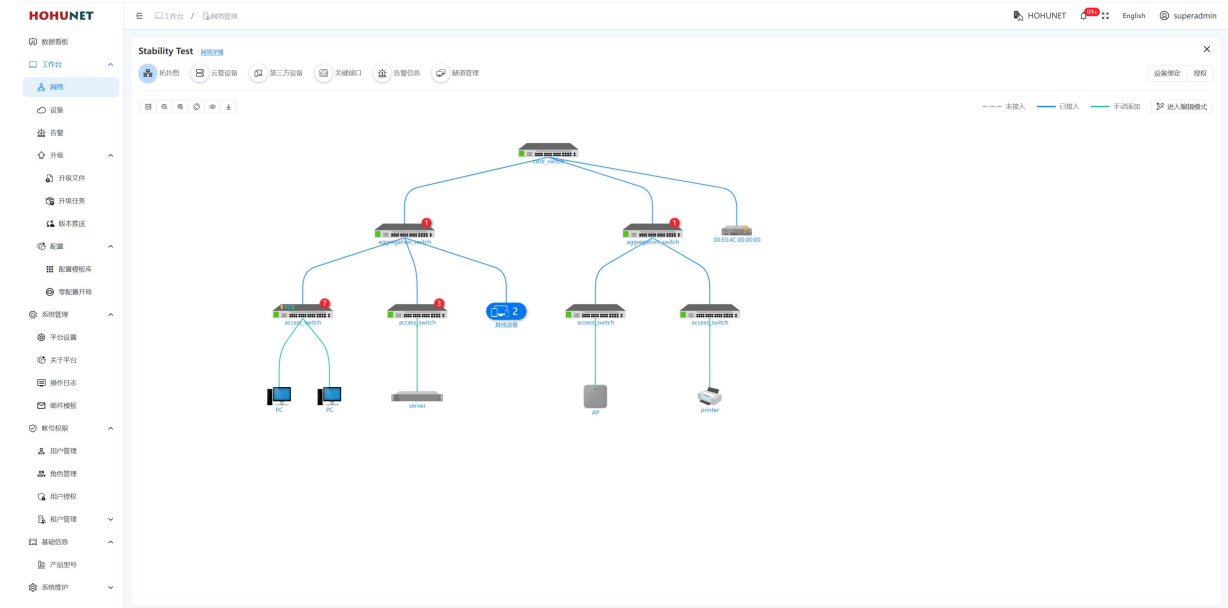 HOHUNET
工作台 / 网络管理
HOHUNET
99+
English
superadmin
数据看板
工作台
网络
设备
告警
升级
升级文件
升级任务
版本推送
配置
配置模板库
零配置开局
系统管理
平台设置
关于平台
操作日志
邮件模板
帐号权限
用户管理
角色管理
用户授权
租户管理
基础信息
产品型号
系统维护
Stability Test 网络详情
拓扑图
云管设备
第三方设备
关键端口
告警信息
隧道管理
设备绑定
授权
未接入
已接入
手动添加
进入编辑模式
core_switch
1
aggregation_switch
1
aggregation_switch
00:E0:4C:00:00:00
7
access_switch
3
access_switch
2
其他设备
access_switch
access_switch
PC
PC
server
AP
printer